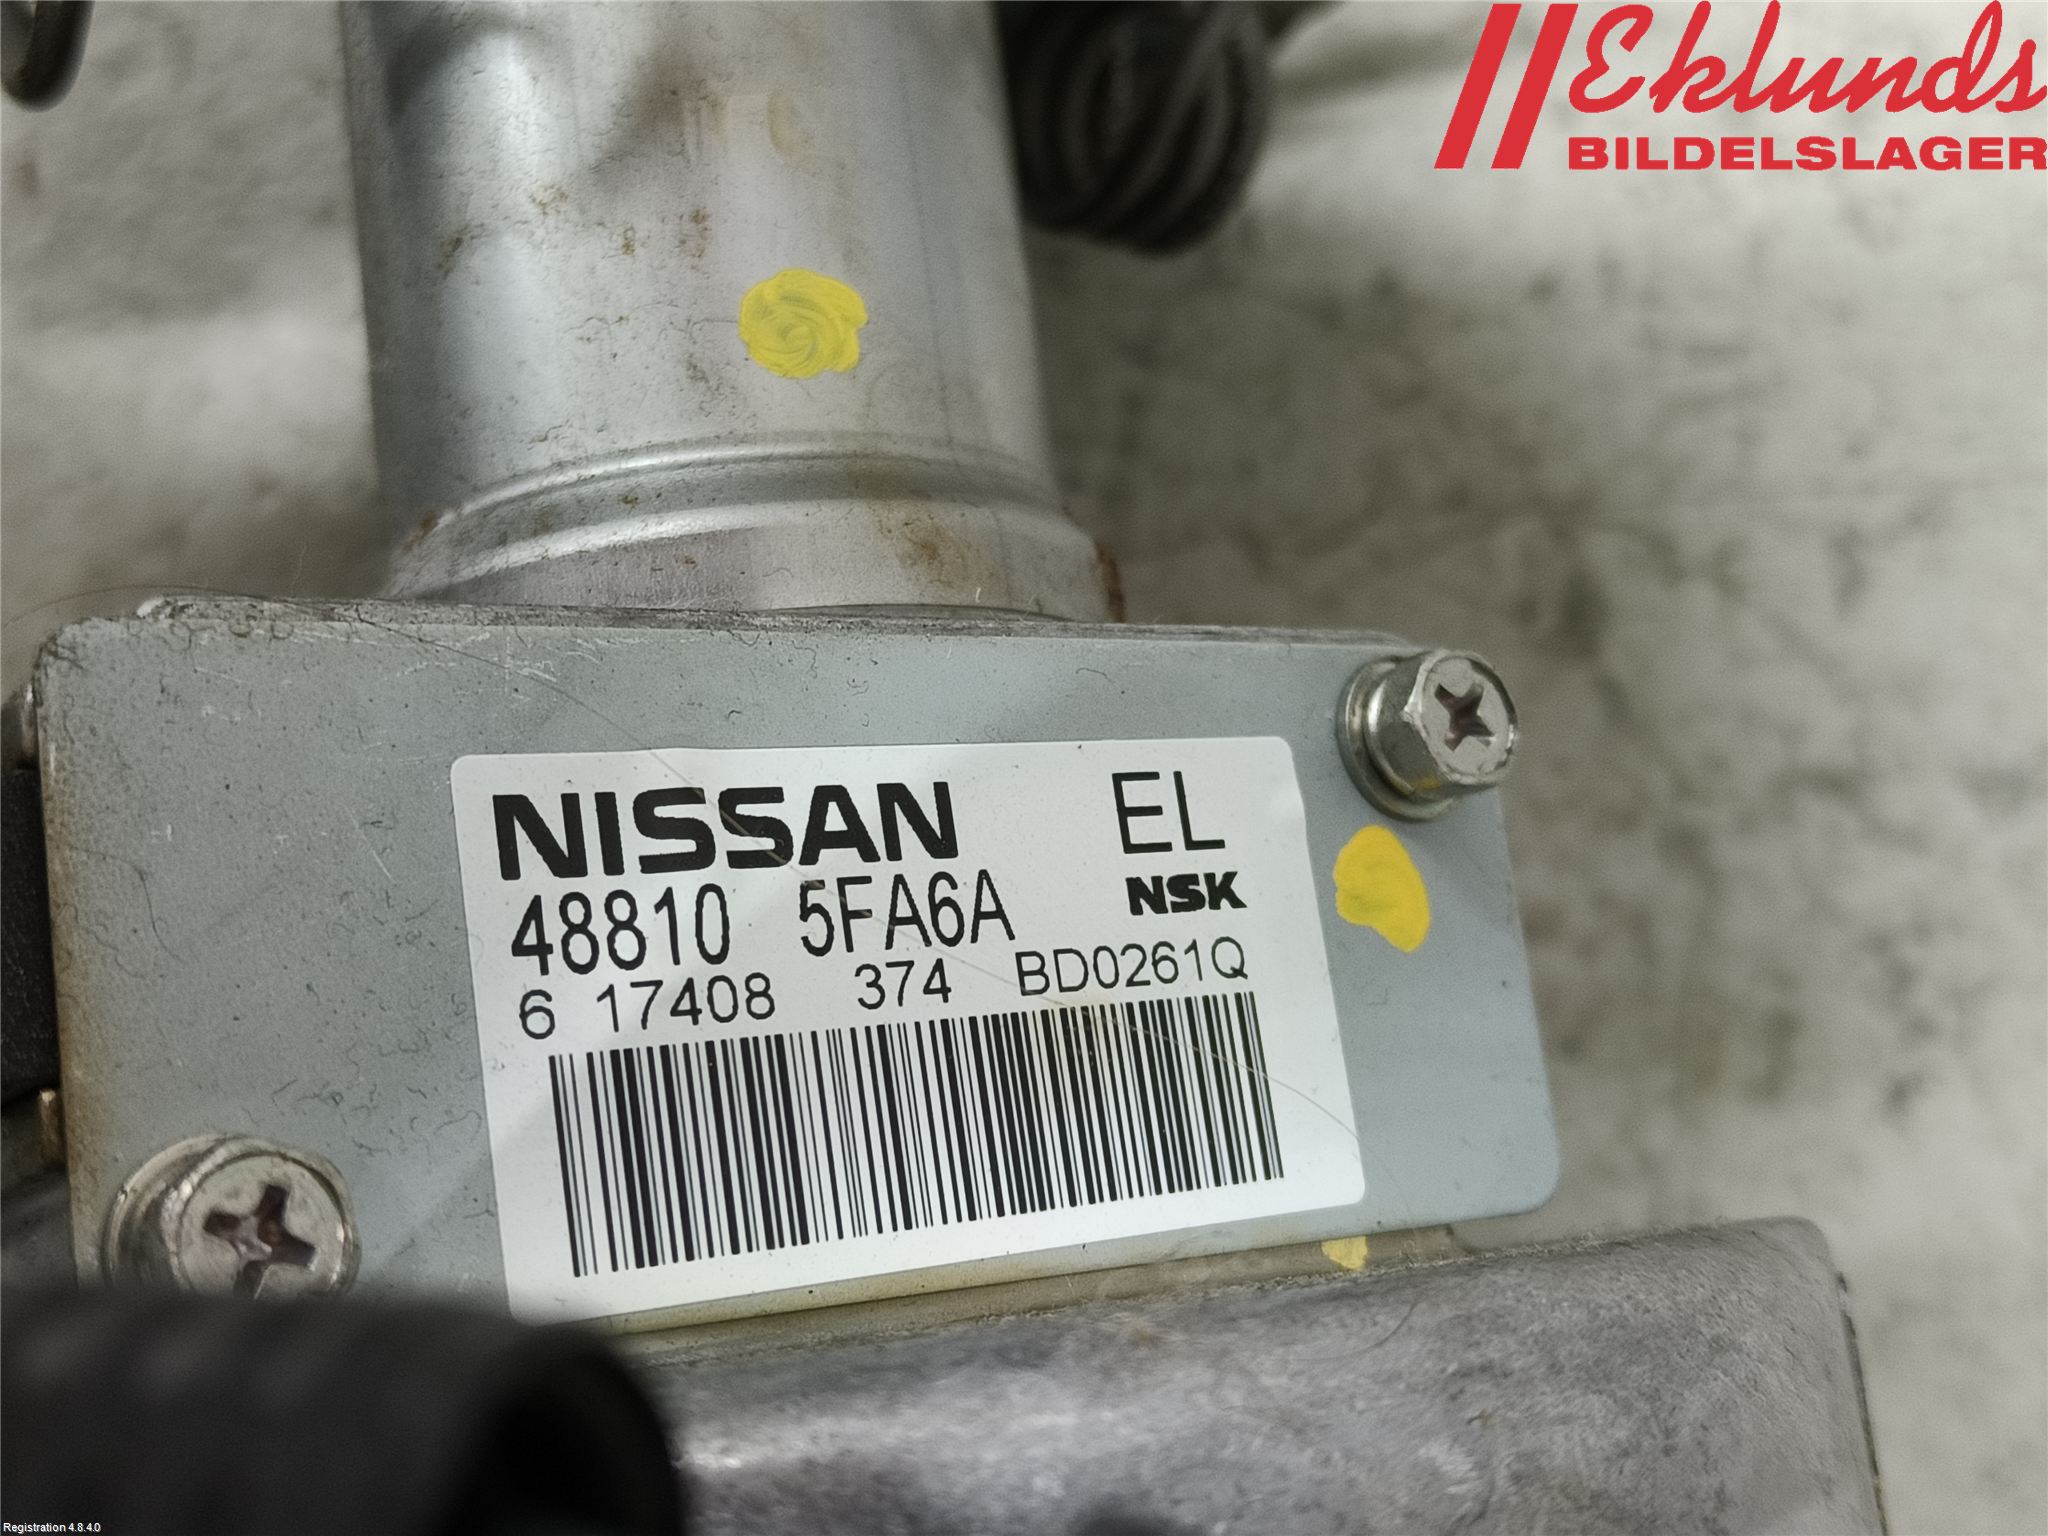 Eklunds
BILDELSLAGER
NISSAN EL
48810 5FA6A NSK
6 17408 374 BD0261Q
Registration 4.8.4.0